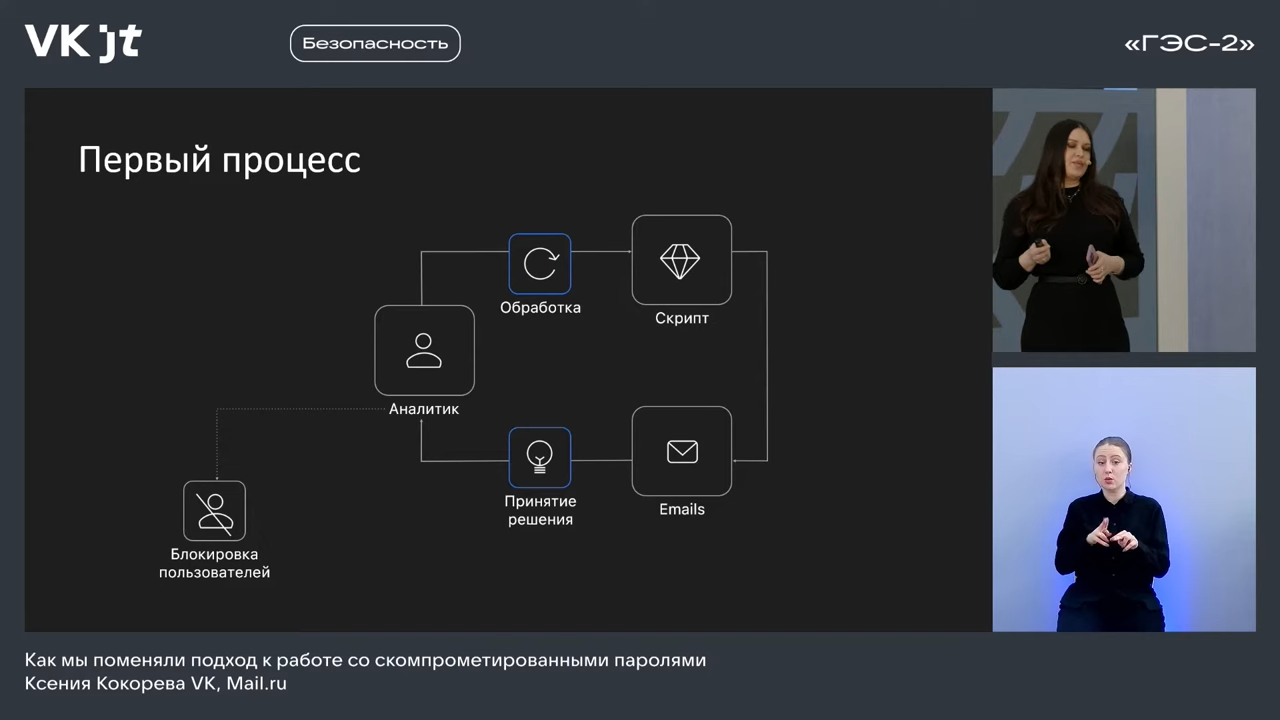 VK jt
Безопасность
«ГЭС-2»
Первый процесс
Обработка
Скрипт
Аналитик
Принятие
решения
Emails
Блокировка
пользователей
Как мы поменяли подход к работе со скомпрометированными паролями
Ксения Кокорева VK, Mail.ru